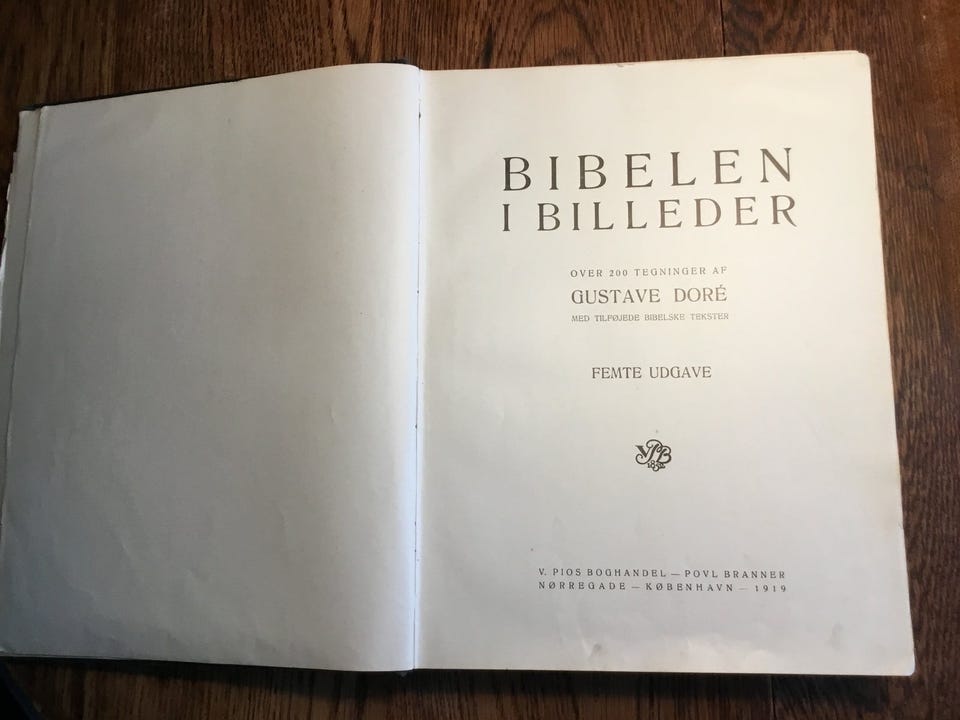 BIBELEN
I BILLEDER
OVER 200 TEGNINGER AF
GUSTAVE DORÉ
MED TILFØJEDE BIBELSKE TEKSTER
FEMTE UDGAVE
VPB
V. PIOS BOGHANDEL — POVL BRANNER
NØRREGADE — KØBENHAVN — 1919